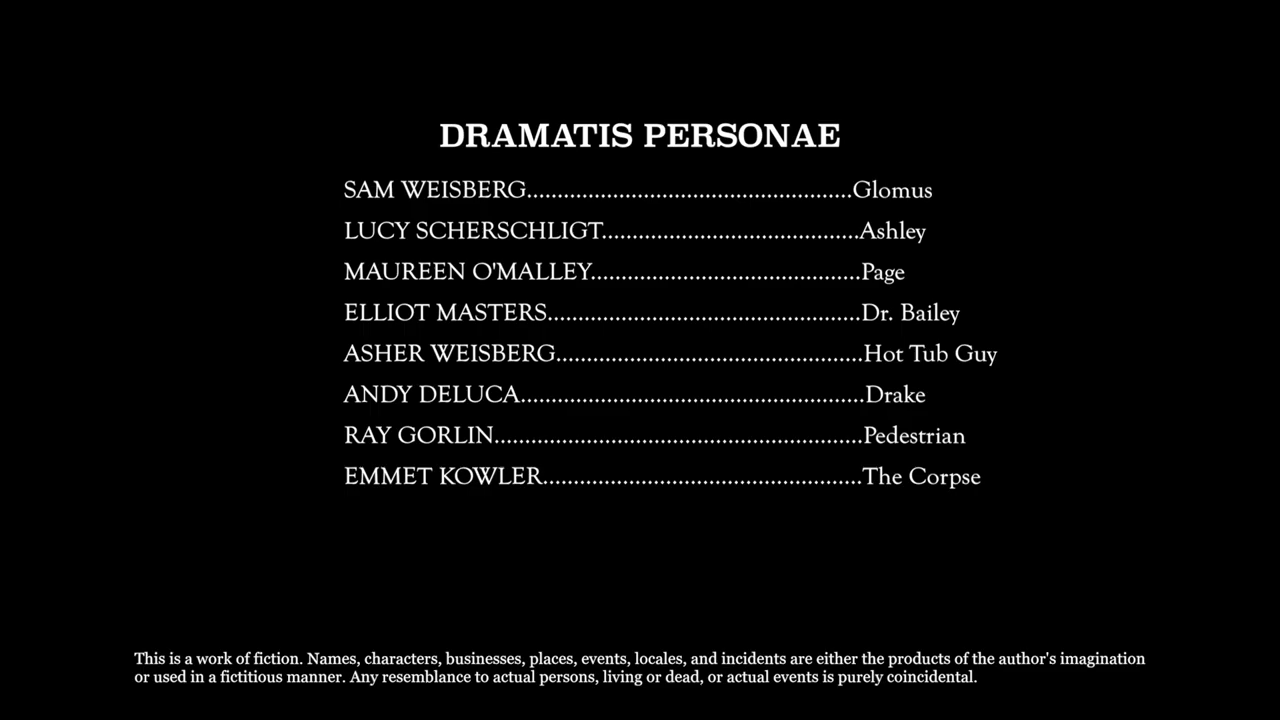 DRAMATIS PERSONAE
SAM WEISBERG.....................................................Glomus
LUCY SCHERSCHLIGT..........................................Ashley
MAUREEN O'MALLEY............................................Page
ELLIOT MASTERS...................................................Dr. Bailey
ASHER WEISBERG..................................................Hot Tub Guy
ANDY DELUCA........................................................Drake
RAY GORLIN............................................................Pedestrian
EMMET KOWLER....................................................The Corpse
This is a work of fiction. Names, characters, businesses, places, events, locales, and incidents are either the products of the author's imagination
or used in a fictitious manner. Any resemblance to actual persons, living or dead, or actual events is purely coincidental.